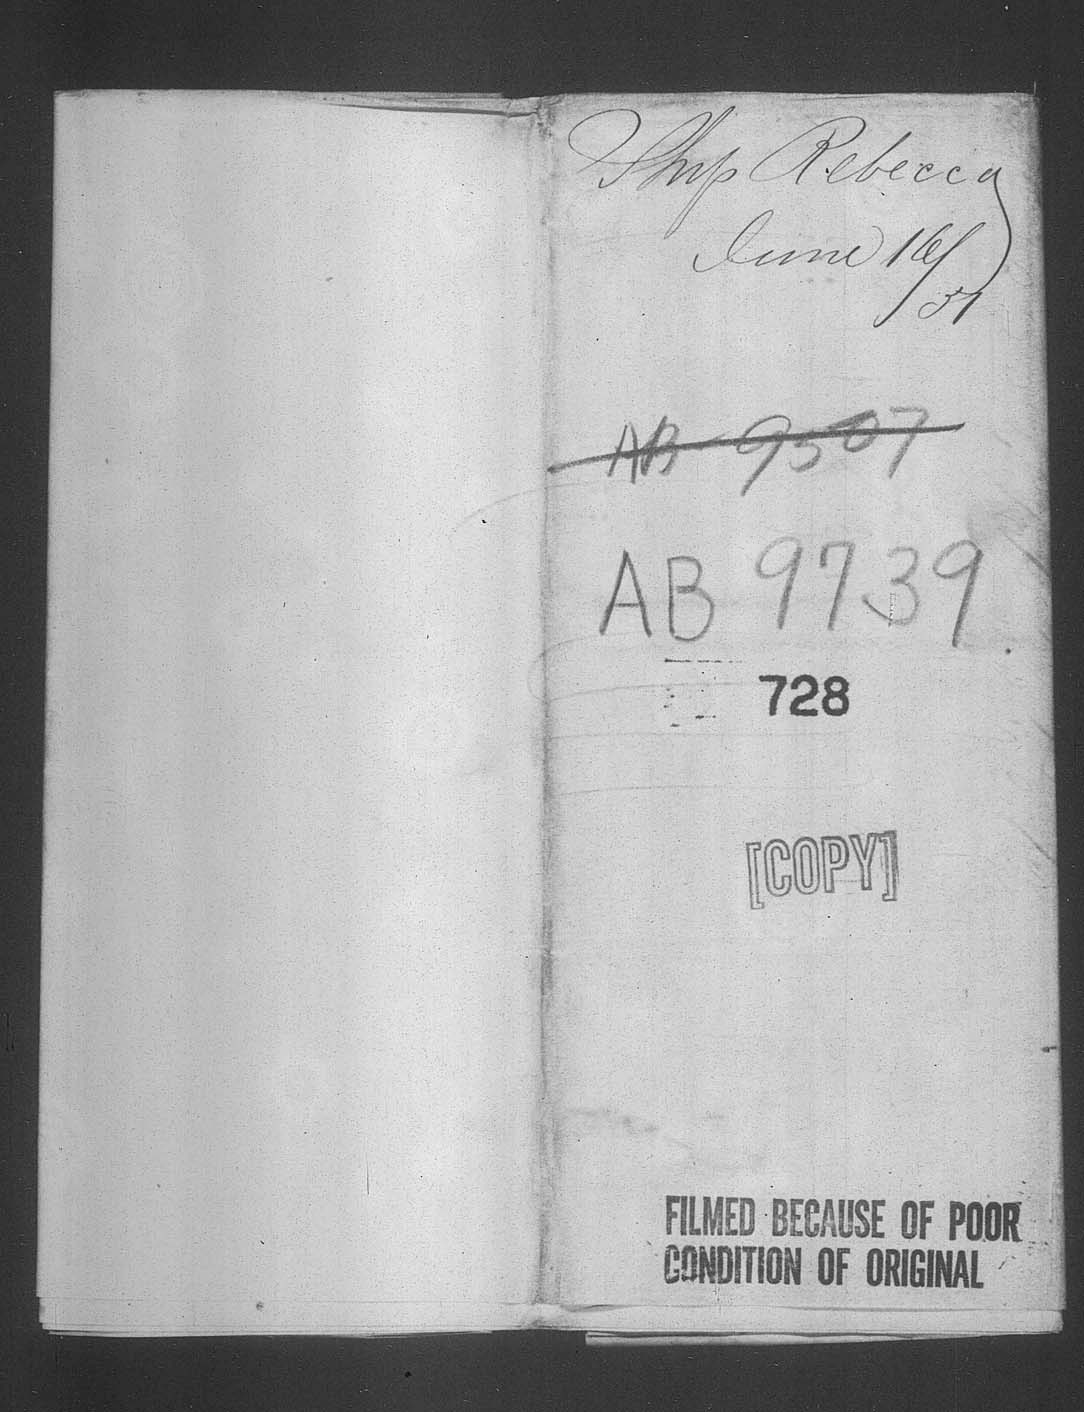 Ship Rebecca
June 16/
51
AB 9507
AB 9739
728
[COPY]
FILMED BECAUSE OF POOR
CONDITION OF ORIGINAL